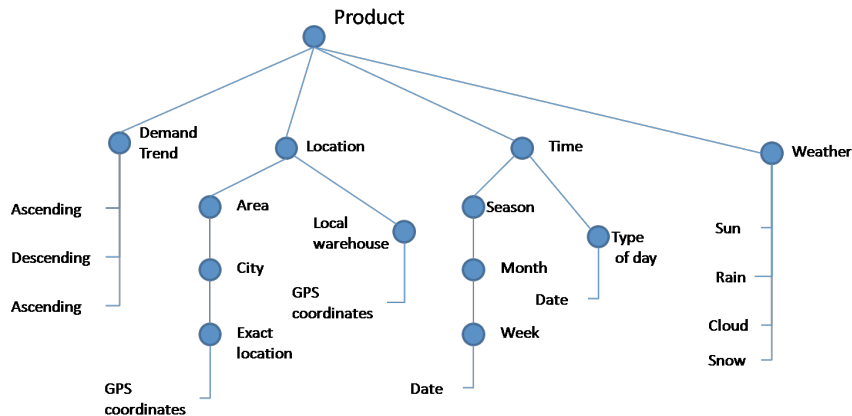 Product
Demand
Trend
Location
Time
Weather
Ascending
Descending
Ascending
Area
City
Exact
location
GPS
coordinates
Local
warehouse
GPS
coordinates
Season
Month
Week
Date
Type
of day
Date
Sun
Rain
Cloud
Snow